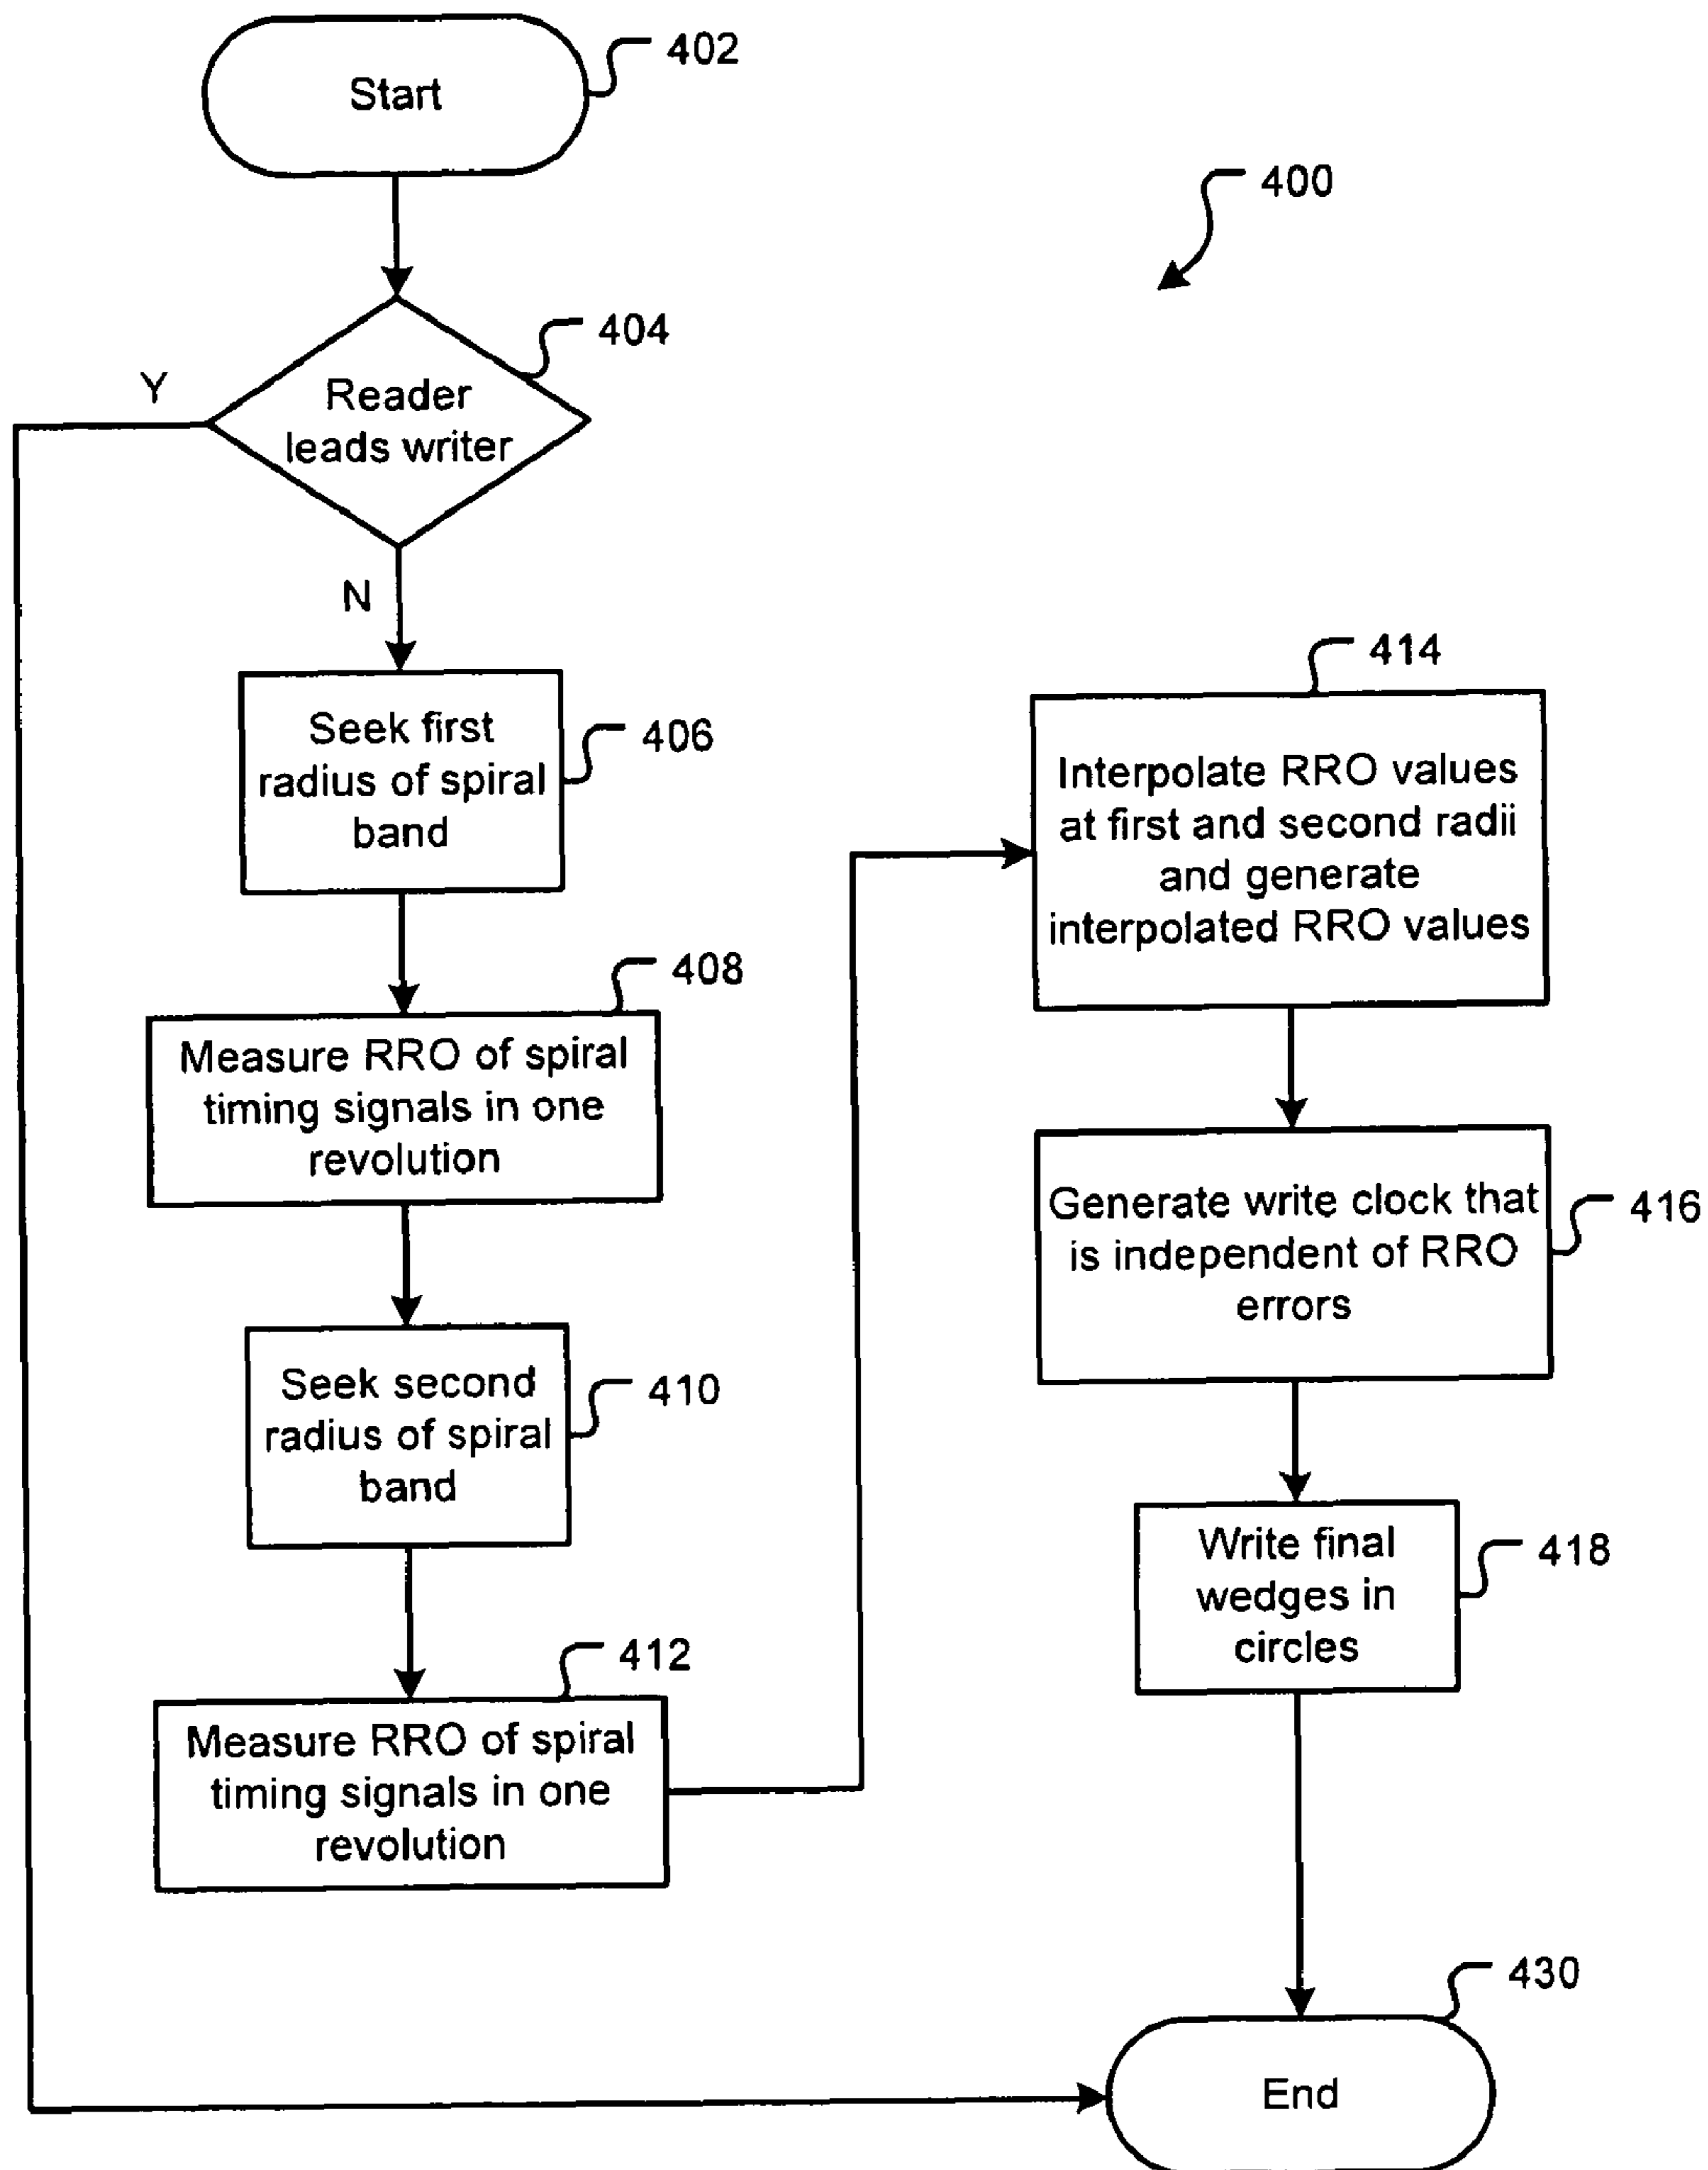 Start
402
400
Reader
leads writer
404
Y
N
Seek first
radius of spiral
band
406
Measure RRO of spiral
timing signals in one
revolution
408
Seek second
radius of spiral
band
410
Measure RRO of spiral
timing signals in one
revolution
412
Interpolate RRO values
at first and second radii
and generate
interpolated RRO values
414
Generate write clock that
is independent of RRO
errors
416
Write final
wedges in
circles
418
End
430